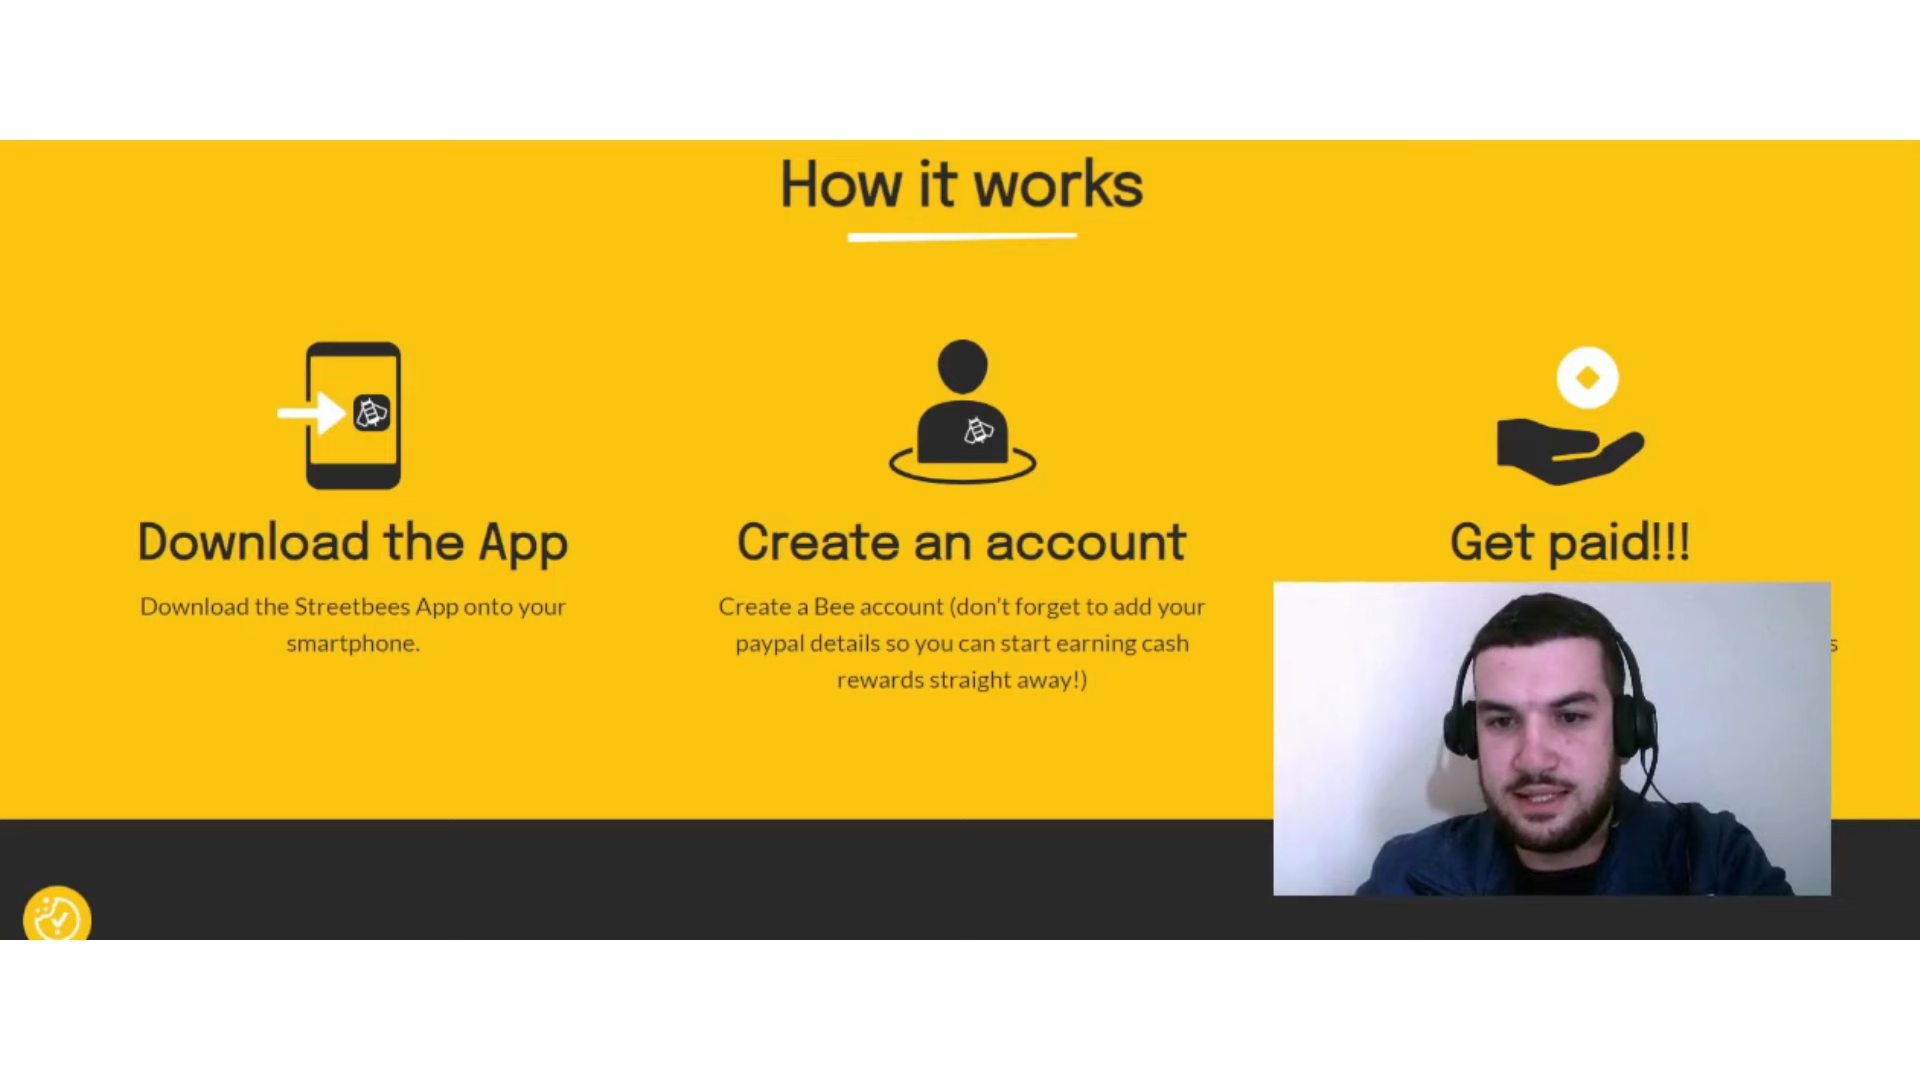 How it works
Download the App
Download the Streetbees App onto your
smartphone.
Create an account
Create a Bee account (don't forget to add your
paypal details so you can start earning cash
rewards straight away!)
Get paid!!!